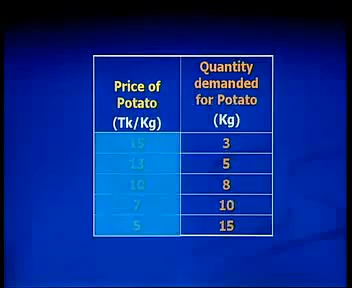 Price of
Potato
(Tk/Kg)
Quantity
demanded
for Potato
(Kg)
15 3
13 5
10 8
7 10
5 15